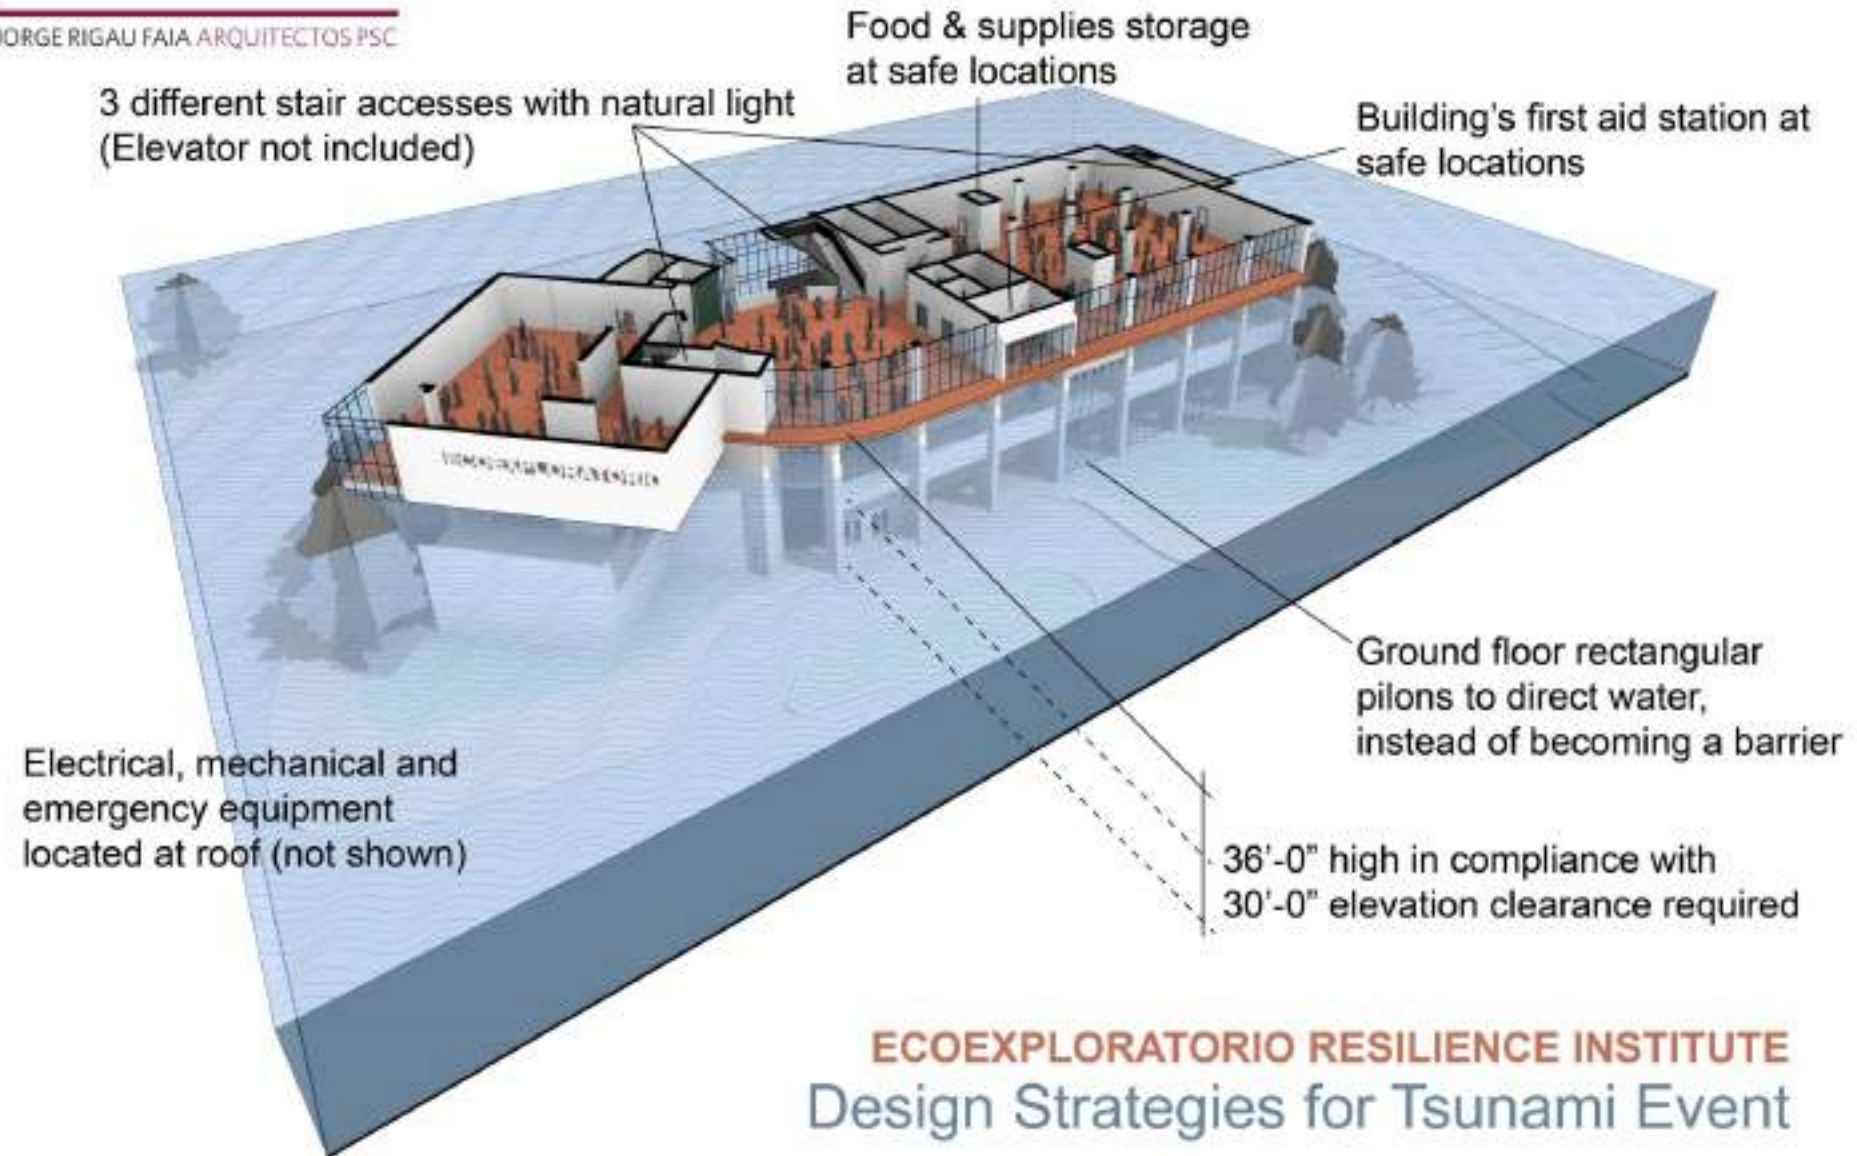 JORGE RIGAU FAIA ARQUITECTOS PSC
Food & supplies storage
at safe locations
3 different stair accesses with natural light
(Elevator not included)
Building's first aid station at
safe locations
ECOEXPLORATORIO
Ground floor rectangular
pilons to direct water,
instead of becoming a barrier
Electrical, mechanical and
emergency equipment
located at roof (not shown)
36'-0" high in compliance with
30'-0" elevation clearance required
ECOEXPLORATORIO RESILIENCE INSTITUTE
Design Strategies for Tsunami Event